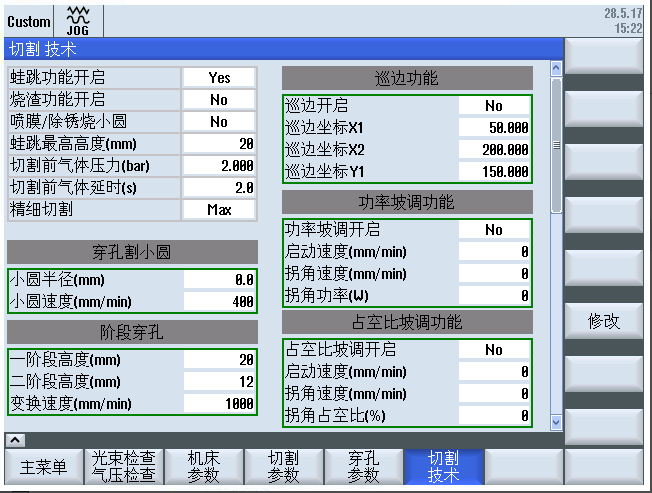 Custom
JOG
28.5.17
15:22
切割 技术
蛙跳功能开启 Yes
烧渣功能开启 No
喷膜/除锈烧小圆 No
蛙跳最高高度(mm) 20
切割前气体压力(bar) 2.000
切割前气体延时(s) 2.0
精细切割 Max
穿孔割小圆
小圆半径(mm) 0.0
小圆速度(mm/min) 400
阶段穿孔
一阶段高度(mm) 20
二阶段高度(mm) 12
变换速度(mm/min) 1000
巡边功能
巡边开启 No
巡边坐标X1 50.000
巡边坐标X2 200.000
巡边坐标Y1 150.000
功率坡调功能
功率坡调开启 No
启动速度(mm/min) 0
拐角速度(mm/min) 0
拐角功率(W) 0
占空比坡调功能
占空比坡调开启 No
启动速度(mm/min) 0
拐角速度(mm/min) 0
拐角占空比(%) 0
修改
主菜单
光束检查
气压检查
机床
参数
切割
参数
穿孔
参数
切割
技术